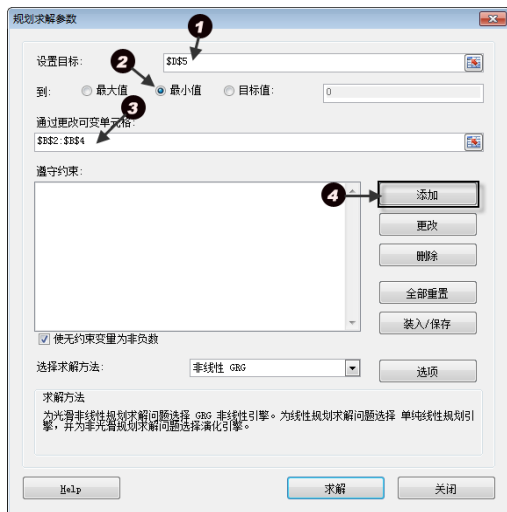 规划求解参数
1
设置目标:
2
$D$5
到:
最大值
最小值
目标值:
0
3
通过更改可变单元格:
$B$2:$B$4
遵守约束:
4
添加
更改
删除
全部重置
装入/保存
使无约束变量为非负数
选择求解方法:
非线性 GRG
选项
求解方法
为光滑非线性规划求解问题选择 GRG 非线性引擎。为线性规划求解问题选择 单纯线性规划引
擎，并为非光滑规划求解问题选择演化引擎。
Help
求解
关闭